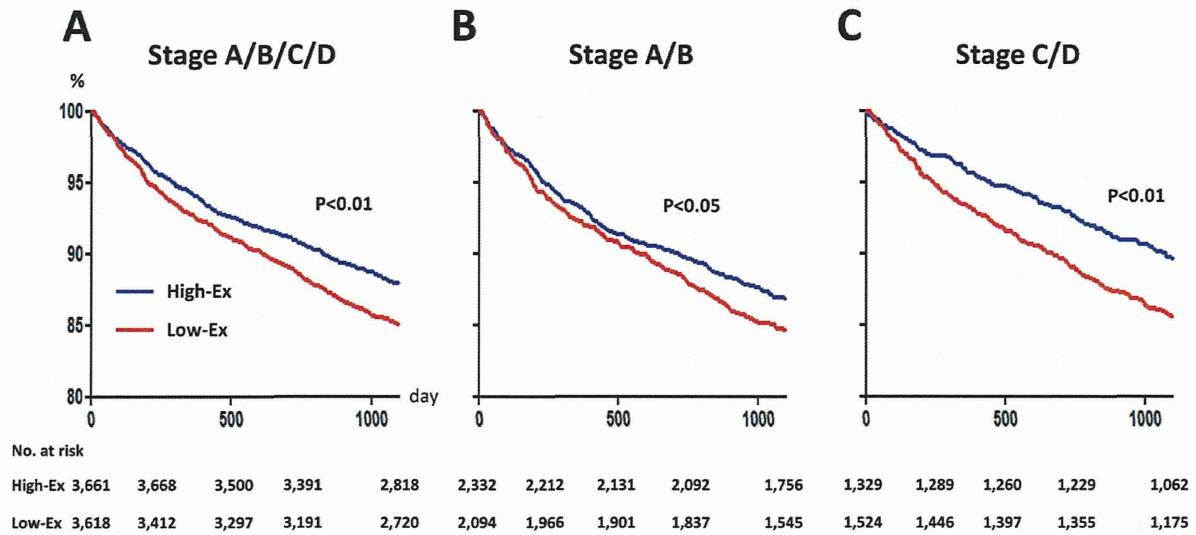 A B C
Stage A/B/C/D Stage A/B Stage C/D
%
100
95
P<0.01 P<0.05 P<0.01
90
High-Ex
Low-Ex
85
80
day
0 500 1000 0 500 1000 0 500 1000
No. at risk
High-Ex 3,661 3,668 3,500 3,391 2,818 2,332 2,212 2,131 2,092 1,756 1,329 1,289 1,260 1,229 1,062
Low-Ex 3,618 3,412 3,297 3,191 2,720 2,094 1,966 1,901 1,837 1,545 1,524 1,446 1,397 1,355 1,175